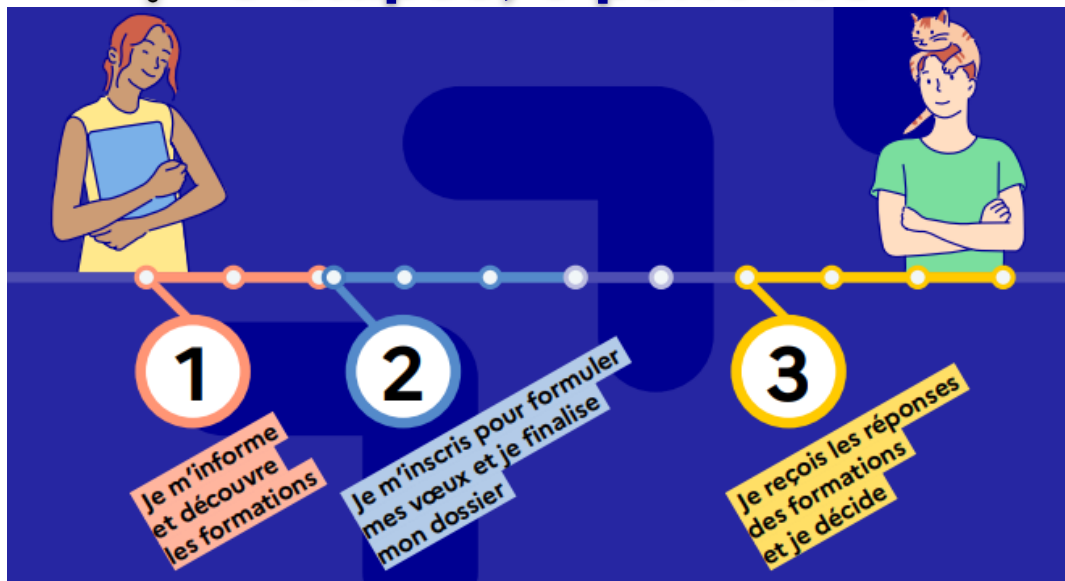 1
Je m'informe
et découvre
les formations
2
Je m'inscris pour formuler
mes vœux et je finalise
mon dossier
3
Je reçois les réponses
des formations
et je décide